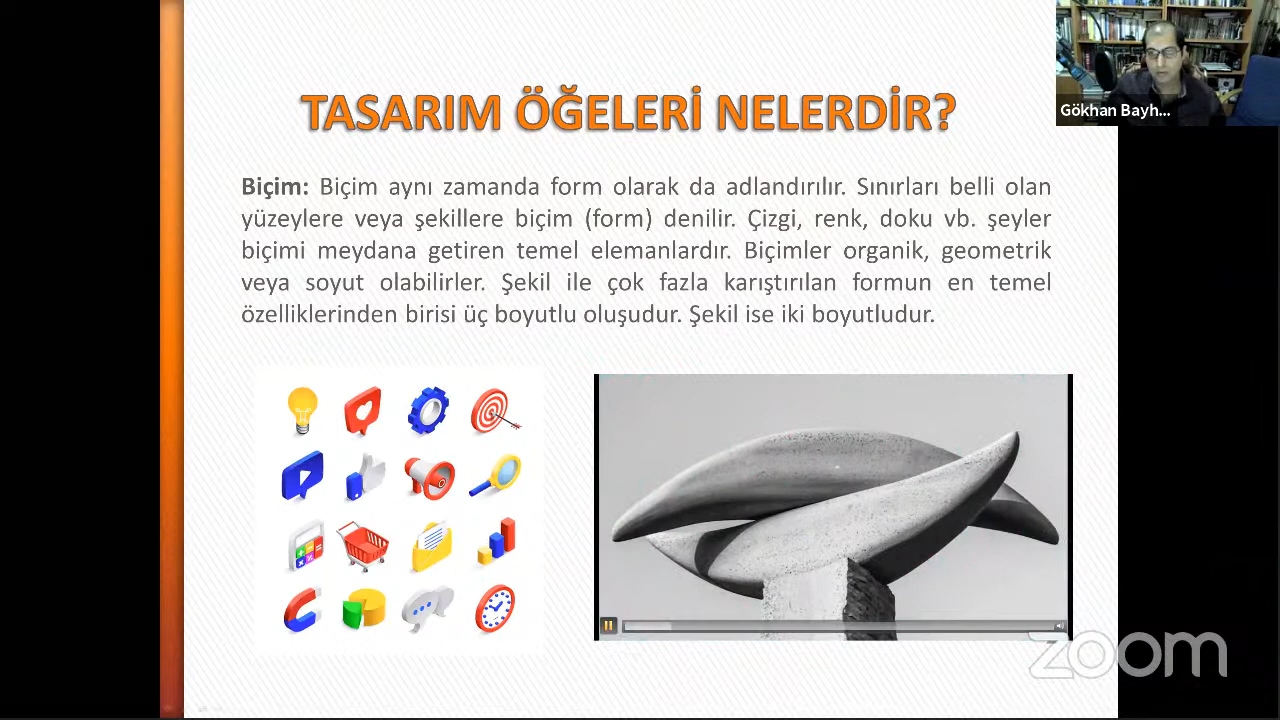 TASARIM ÖĞELERİ NELERDİR?
Gökhan Bayh...
Biçim: Biçim aynı zamanda form olarak da adlandırılır. Sınırları belli olan
yüzeylere veya şekillere biçim (form) denilir. Çizgi, renk, doku vb. şeyler
biçimi meydana getiren temel elemanlardır. Biçimler organik, geometrik
veya soyut olabilirler. Şekil ile çok fazla karıştırılan formun en temel
özelliklerinden birisi üç boyutlu oluşudur. Şekil ise iki boyutludur.
zoom